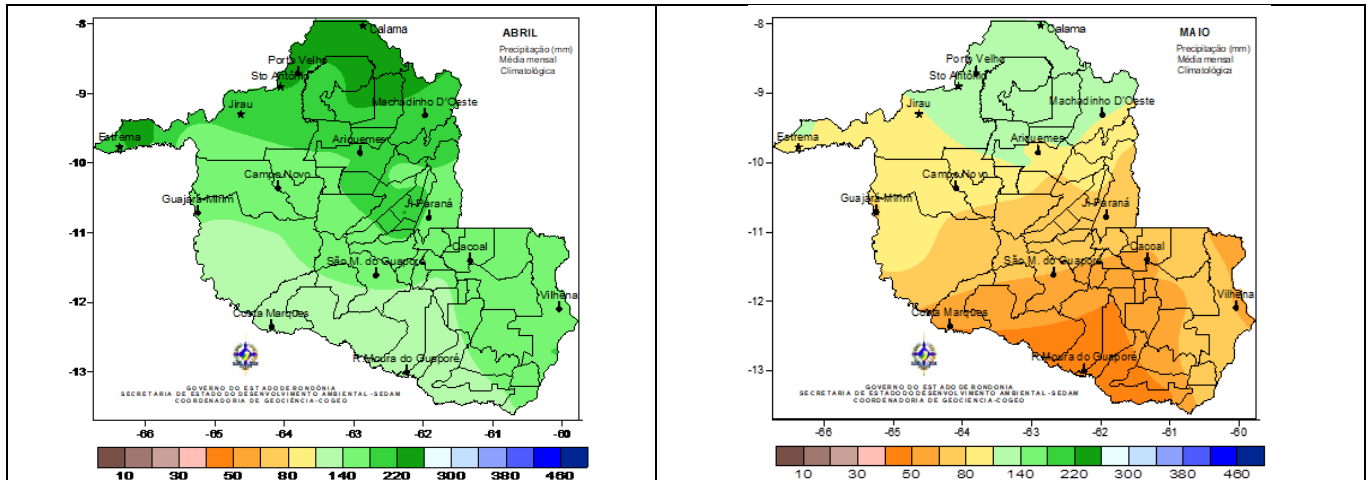 ABRIL
Precipitação (mm)
Média mensal
Climatológica
-8
-9
-10
-11
-12
-13
Calama
Porto Velho
Sto Antônio
Jirau
Machadinho D'Oeste
Estrema
Ariquemes
Campo Novo
Guajará-Mirim
Ji-Paraná
Cacoal
São M. do Guaporé
Vilhena
Costa Marques
R.Moura do Guaporé
GOVERNO DO ESTADO DE RONDÔNIA
SECRETARIA DE ESTADO DO DESENVOLVIMENTO AMBIENTAL -SEDAM
COORDENADORIA DE GEOCIÊNCIA-COGEO
-66 -65 -64 -63 -62 -61 -60
10 30 50 80 140 220 300 380 460
MAIO
Precipitação (mm)
Média mensal
Climatológica
-8
-9
-10
-11
-12
-13
Calama
Porto Velho
Sto Antônio
Jirau
Machadinho D'Oeste
Estrema
Ariquemes
Campo Novo
Guajará-Mirim
Ji-Paraná
Cacoal
São M. do Guaporé
Vilhena
Costa Marques
R.Moura do Guaporé
GOVERNO DO ESTADO DE RONDONIA
SECRETARIA DE ESTADO DO DESENVOLVIMENTO AMBIENTAL -SEDAM
COORDENADORIA DE GEOCIÊNCIA-COGEO
-66 -65 -64 -63 -62 -61 -60
10 30 50 80 140 220 300 380 460